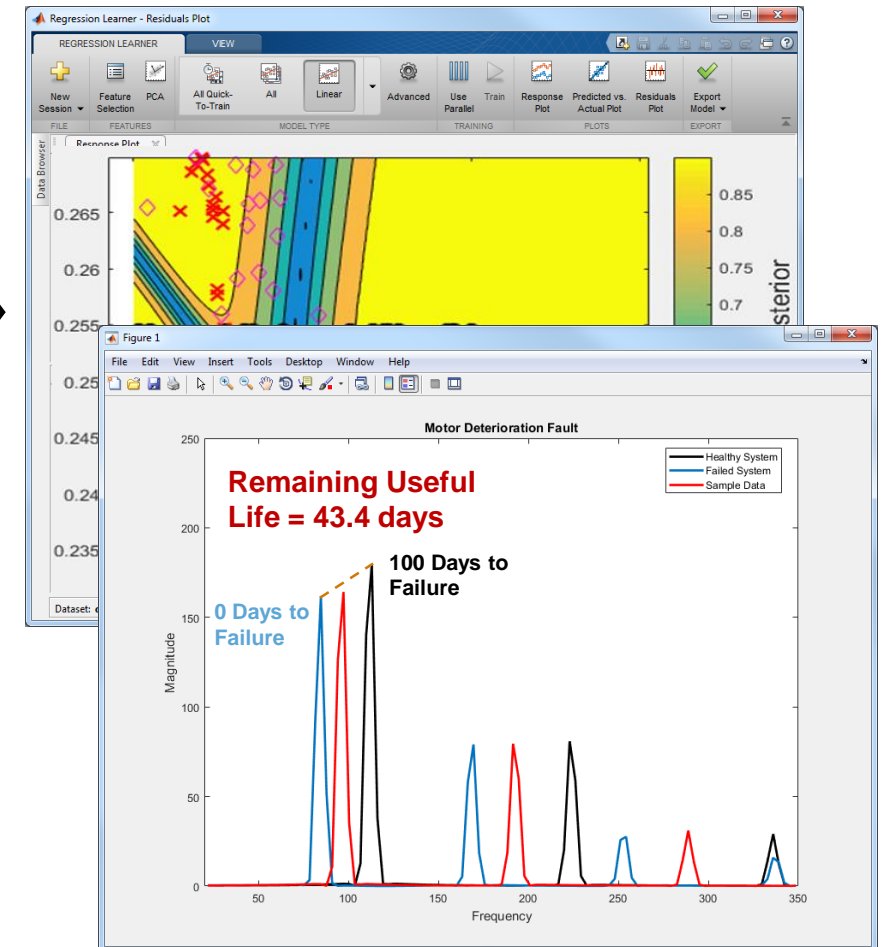 Regression Learner - Residuals Plot
REGRESSION LEARNER VIEW
New Session
Feature Selection
PCA
All Quick-To-Train
All
Linear
Advanced
Use Parallel
Train
Response Plot
Predicted vs. Actual Plot
Residuals Plot
Export Model
FILE FEATURES MODEL TYPE TRAINING PLOTS EXPORT
Data Browser
Response Plot
0.265
0.26
0.255
0.25
0.245
0.24
0.235
0.85
0.8
0.75
0.7
Dataset:
Figure 1
File Edit View Insert Tools Desktop Window Help
Motor Deterioration Fault
Healthy System
Failed System
Sample Data
Remaining Useful
Life = 43.4 days
100 Days to
Failure
0 Days to
Failure
Magnitude
250
200
150
100
50
0
50 100 150 200 250 300 350
Frequency